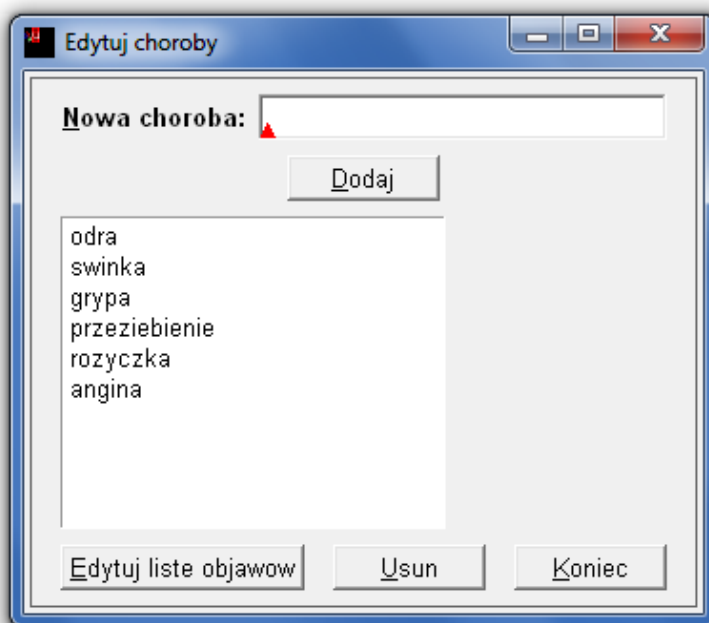 Edytuj choroby
Nowa choroba:
Dodaj
odra
swinka
grypa
przeziebienie
rozyczka
angina
Edytuj liste objawow Usun Koniec